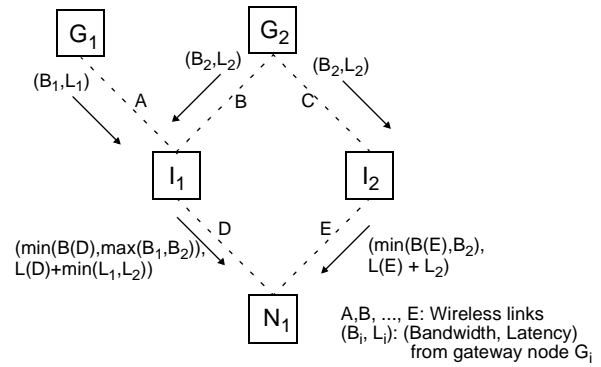 G1
G2
(B1,L1)
(B2,L2)
(B2,L2)
A
B
C
I1
I2
D
E
(min(B(D),max(B1,B2)),
L(D)+min(L1,L2))
(min(B(E),B2),
L(E) + L2)
N1
A,B, ..., E: Wireless links
(Bi, Li): (Bandwidth, Latency)
from gateway node Gi